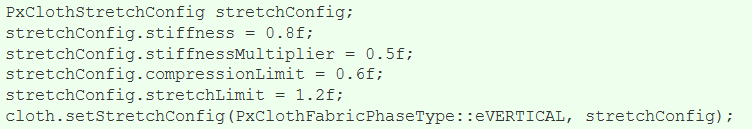 PxClothStretchConfig stretchConfig;
stretchConfig.stiffness = 0.8f;
stretchConfig.stiffnessMultiplier = 0.5f;
stretchConfig.compressionLimit = 0.6f;
stretchConfig.stretchLimit = 1.2f;
cloth.setStretchConfig(PxClothFabricPhaseType::eVERTICAL, stretchConfig);